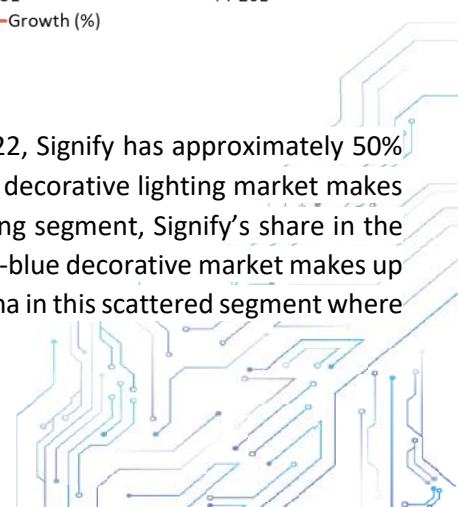 Growth (%)
22, Signify has approximately 50%
decorative lighting market makes
ng segment, Signify's share in the
-blue decorative market makes up
na in this scattered segment where